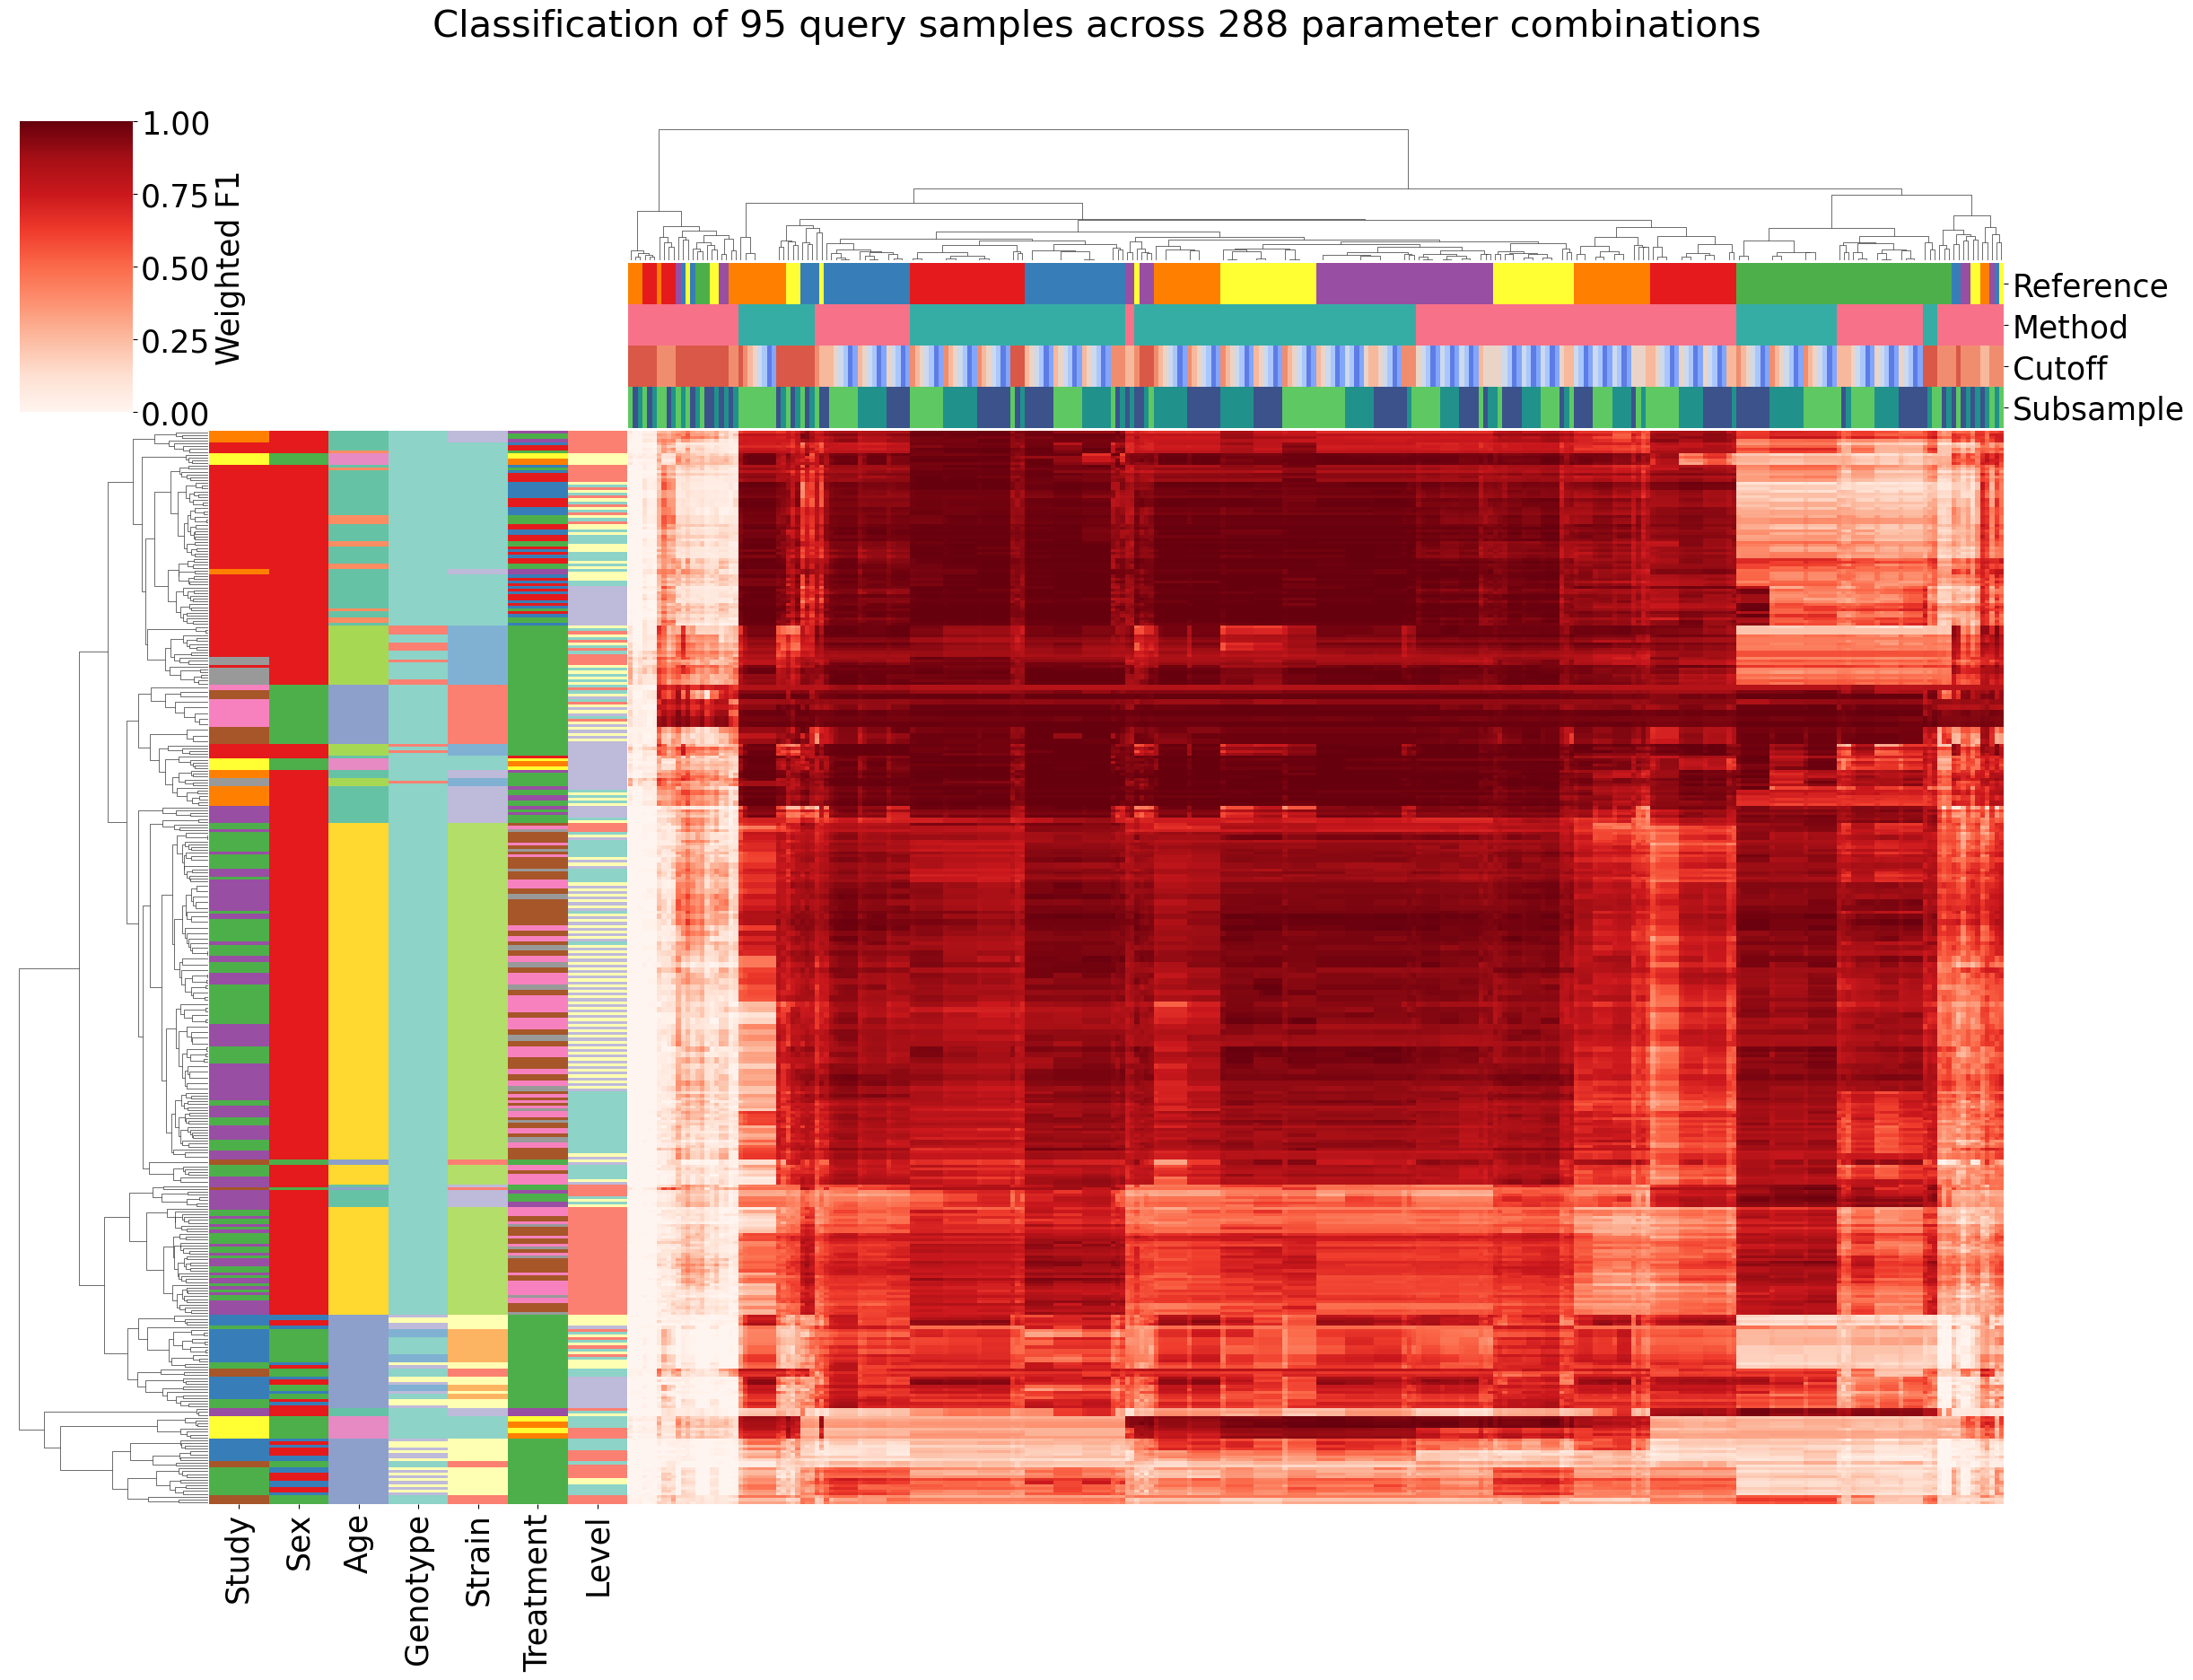 Classification of 95 query samples across 288 parameter combinations
1.00
0.75
0.50
0.25
0.00
Weighted F1
Reference
Method
Cutoff
Subsample
Study
Sex
Age
Genotype
Strain
Treatment
Level